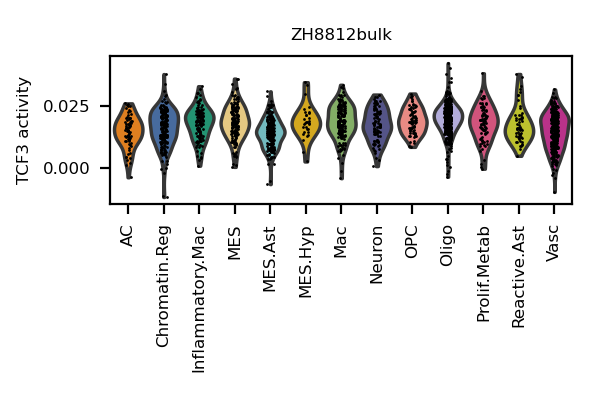 ZH8812bulk
TCF3 activity
0.025
0.000
AC
Chromatin.Reg
Inflammatory.Mac
MES
MES.Ast
MES.Hyp
Mac
Neuron
OPC
Oligo
Prolif.Metab
Reactive.Ast
Vasc